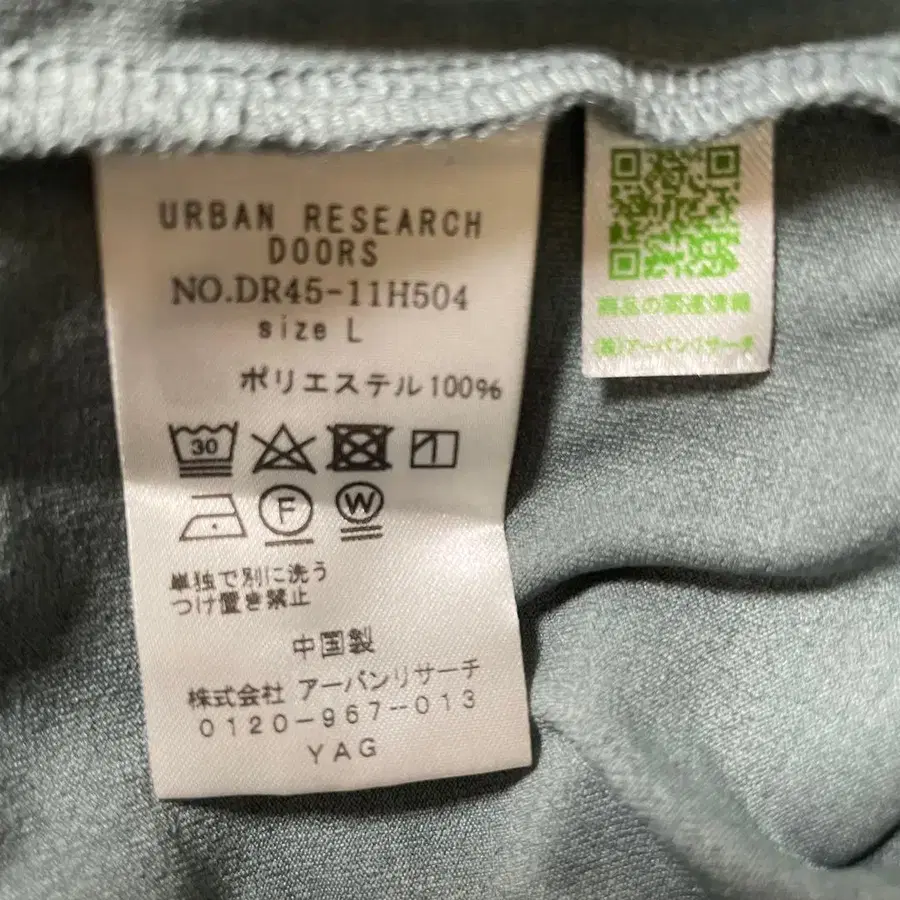 URBAN RESEARCH
DOORS
NO.DR45-11H504
size L
ポリエステル100%
30
F
W
単独で別に洗う
つけ置き禁止
中国製
株式会社 アーバンリサーチ
0120-967-013
YAG
商品の関連情報
(株)アーバンリサーチ